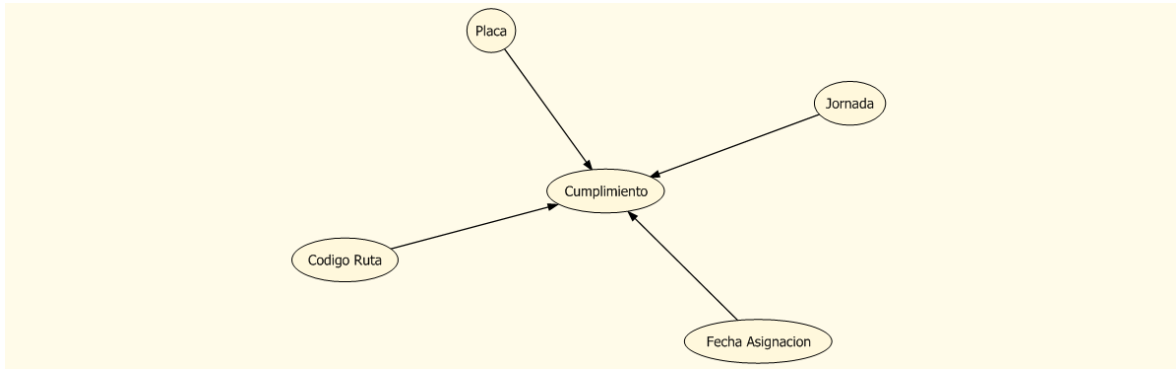 Placa
Jornada
Cumplimiento
Codigo Ruta
Fecha Asignacion